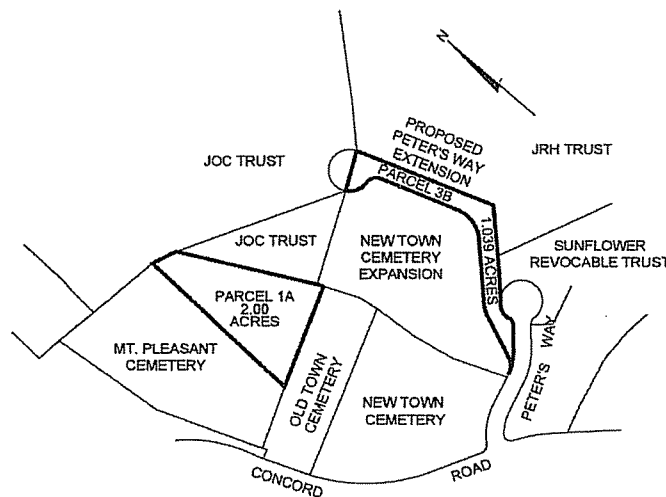 N
PROPOSED
PETER'S WAY
EXTENSION
JRH TRUST
JOC TRUST
PARCEL 3B
1.039 ACRES
JOC TRUST
NEW TOWN
CEMETERY
EXPANSION
SUNFLOWER
REVOCABLE TRUST
PARCEL 1A
2.00
ACRES
MT. PLEASANT
CEMETERY
OLD TOWN
CEMETERY
NEW TOWN
CEMETERY
PETER'S WAY
CONCORD ROAD